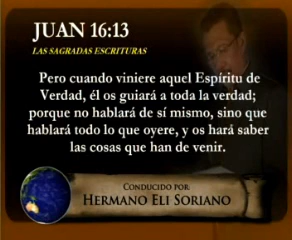 JUAN 16:13
LAS SAGRADAS ESCRITURAS
Pero cuando viniere aquel Espíritu de
Verdad, él os guiará a toda la verdad;
porque no hablará de sí mismo, sino que
hablará todo lo que oyere, y os hará saber
las cosas que han de venir.
CONDUCIDO POR:
HERMANO ELI SORIANO